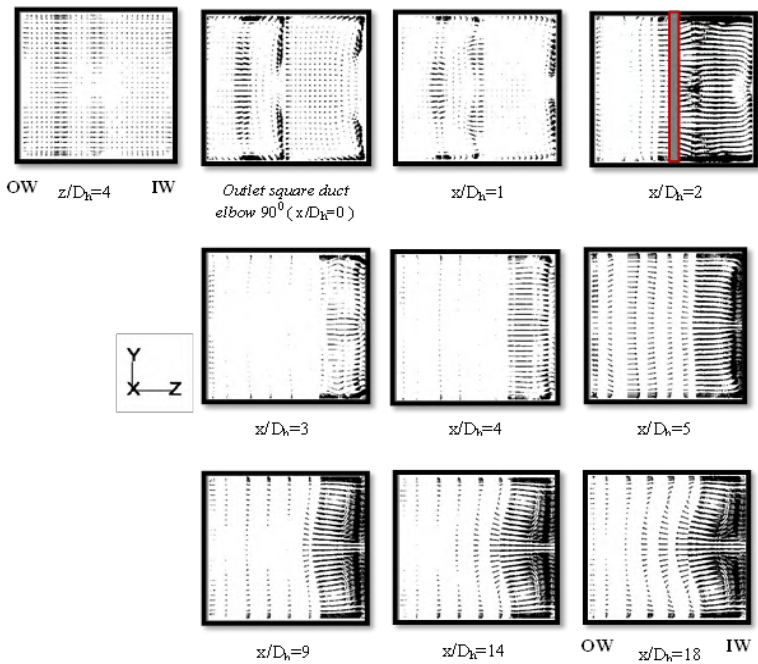 OW z/Dh=4 IW
Outlet square duct
elbow 90⁰ ( x/Dh=0 )
x/Dh=1
x/Dh=2
Y
X Z
x/Dh=3
x/Dh=4
x/Dh=5
x/Dh=9
x/Dh=14
OW x/Dh=18 IW